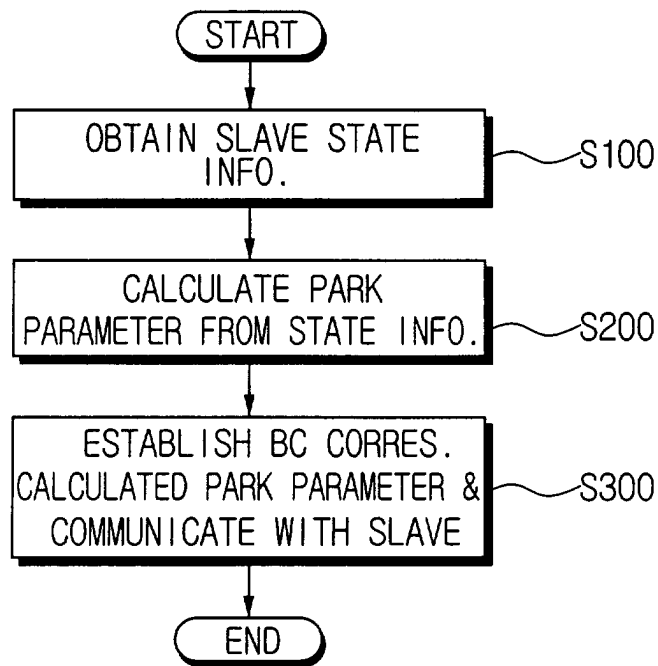 START
OBTAIN SLAVE STATE
INFO.
S100
CALCULATE PARK
PARAMETER FROM STATE INFO.
S200
ESTABLISH BC CORRES.
CALCULATED PARK PARAMETER &
COMMUNICATE WITH SLAVE
S300
END